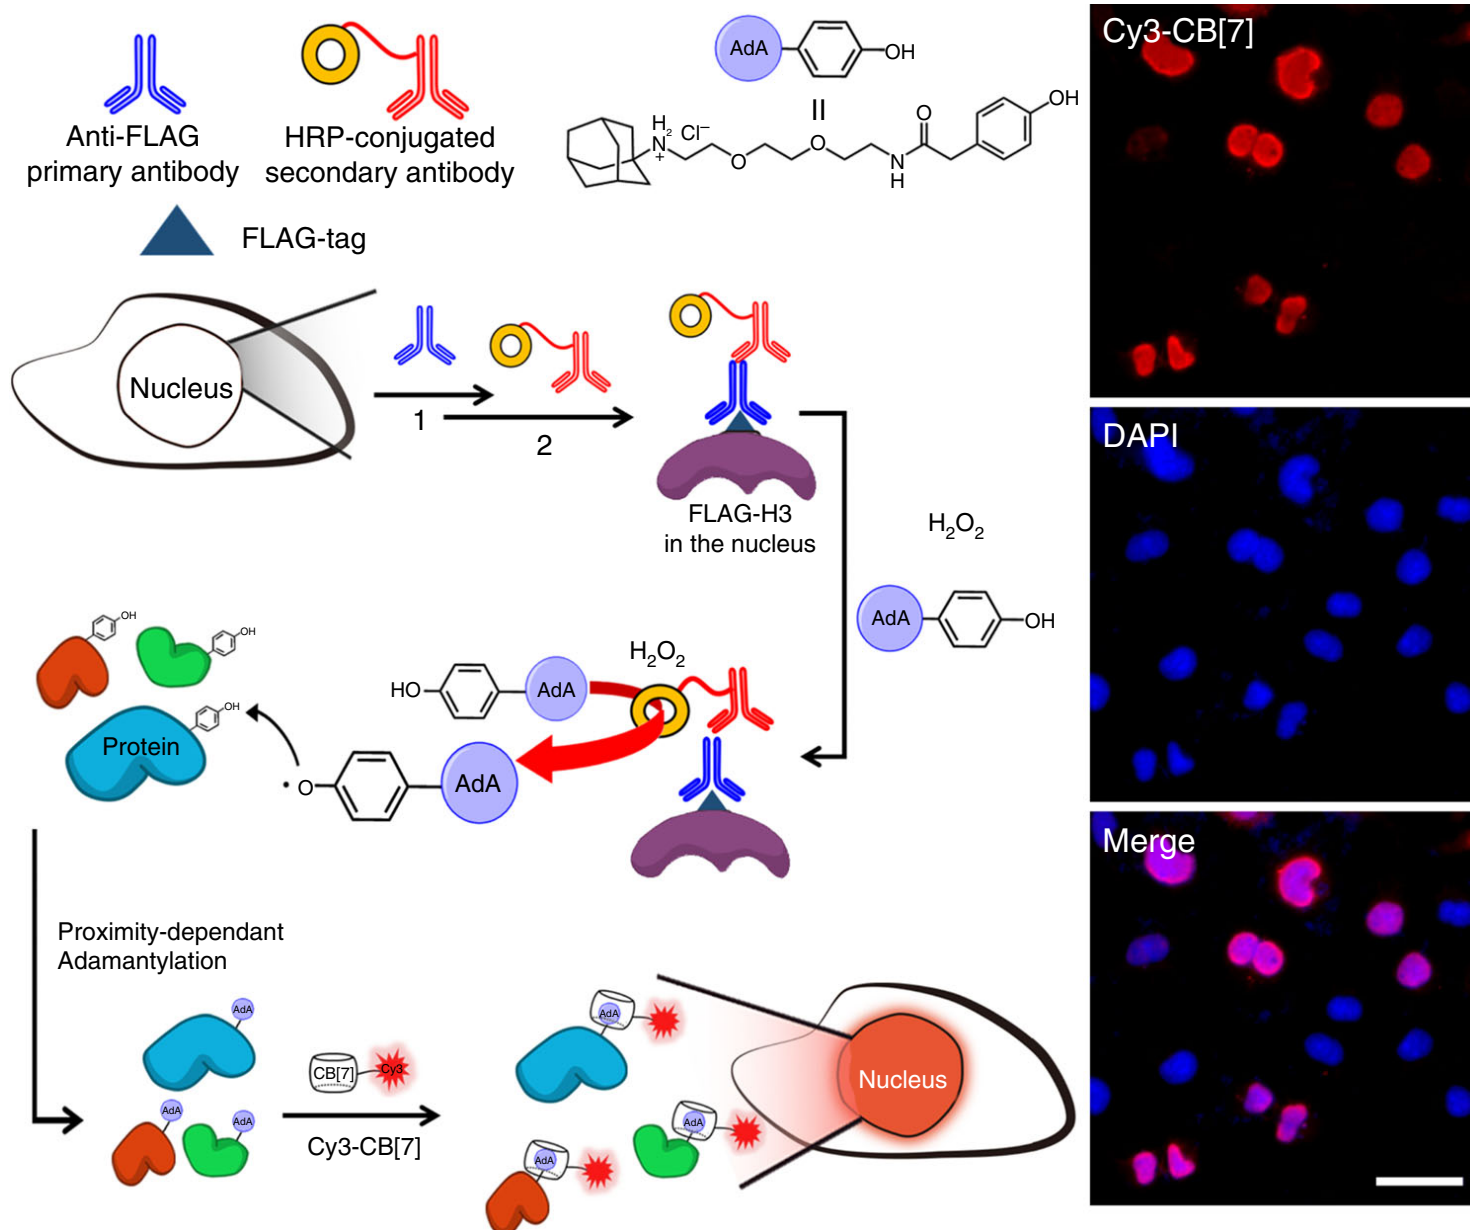 Anti-FLAG
primary antibody
HRP-conjugated
secondary antibody
AdA
OH
H₂
N
+
Cl⁻
O
O
N
H
O
OH
FLAG-tag
Nucleus
1
2
FLAG-H3
in the nucleus
H₂O₂
AdA
OH
OH
OH
OH
Protein
HO
AdA
H₂O₂
•O
AdA
Proximity-dependant
Adamantylation
AdA
AdA
AdA
CB[7]
Cy3
Cy3-CB[7]
AdA
AdA
AdA
Nucleus
Cy3-CB[7]
DAPI
Merge